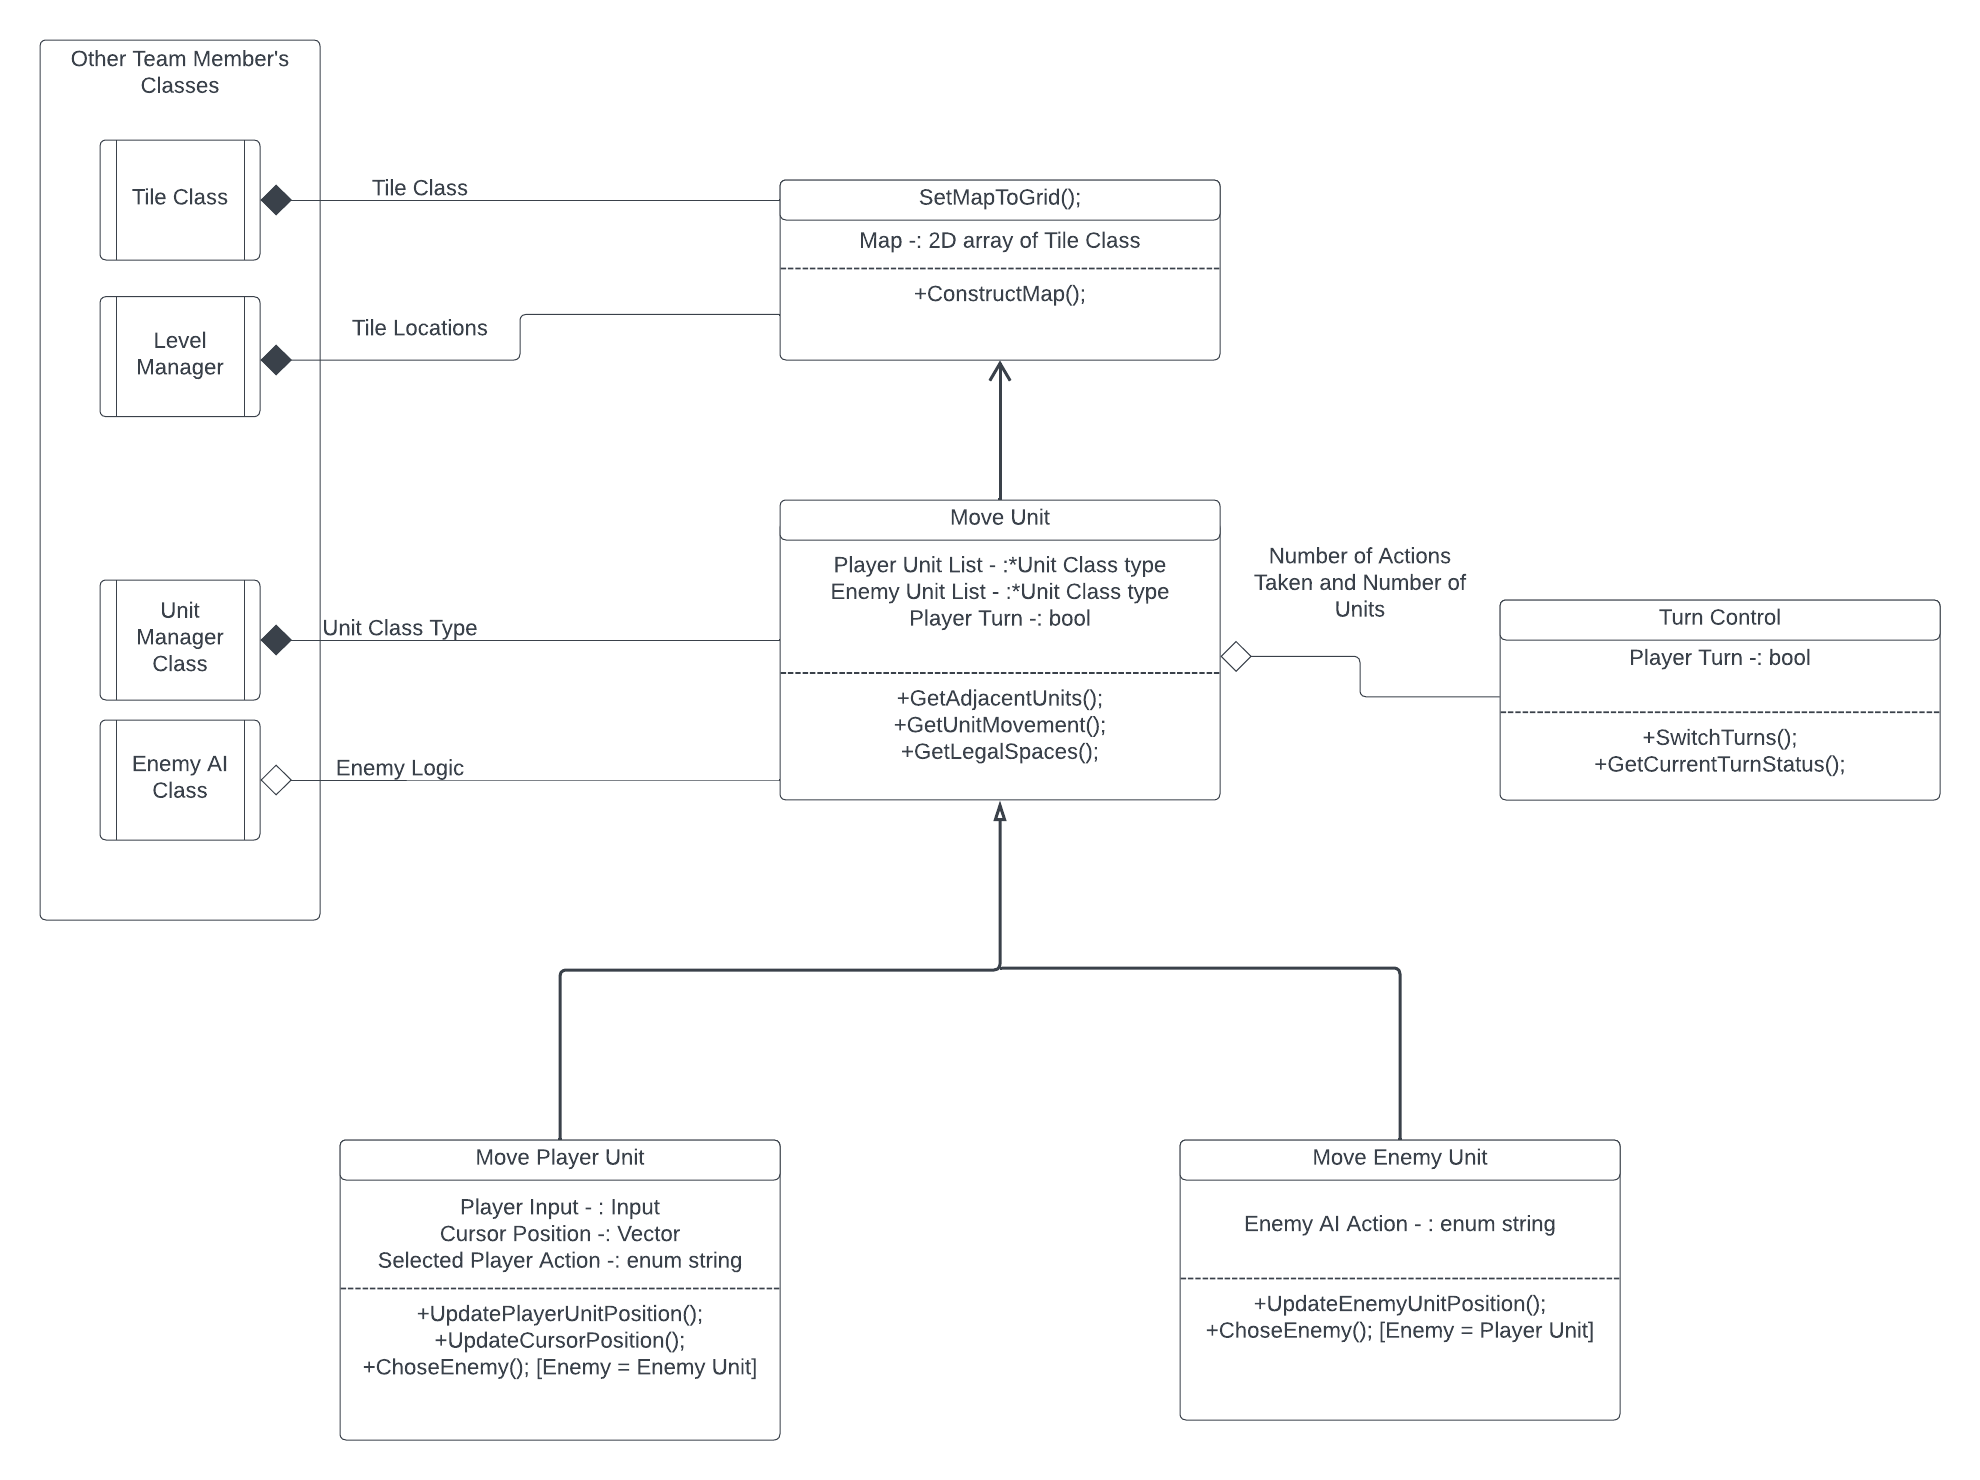 Other Team Member's
Classes
Tile Class
Tile Class
SetMapToGrid();
Map -: 2D array of Tile Class
+ConstructMap();
Level
Manager
Tile Locations
Move Unit
Player Unit List - :*Unit Class type
Enemy Unit List - :*Unit Class type
Player Turn -: bool
+GetAdjacentUnits();
+GetUnitMovement();
+GetLegalSpaces();
Number of Actions
Taken and Number of
Units
Turn Control
Player Turn -: bool
+SwitchTurns();
+GetCurrentTurnStatus();
Unit
Manager
Class
Unit Class Type
Enemy AI
Class
Enemy Logic
Move Player Unit
Player Input - : Input
Cursor Position -: Vector
Selected Player Action -: enum string
+UpdatePlayerUnitPosition();
+UpdateCursorPosition();
+ChoseEnemy(); [Enemy = Enemy Unit]
Move Enemy Unit
Enemy AI Action - : enum string
+UpdateEnemyUnitPosition();
+ChoseEnemy(); [Enemy = Player Unit]